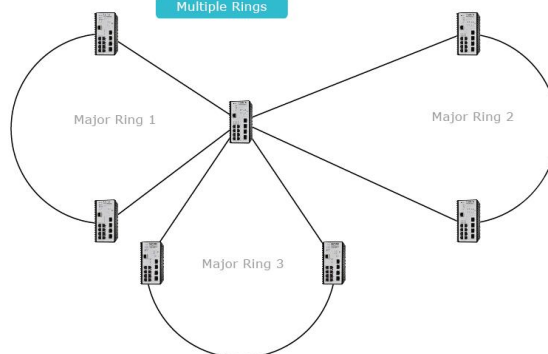 Multiple Rings
Major Ring 1
Major Ring 2
Major Ring 3